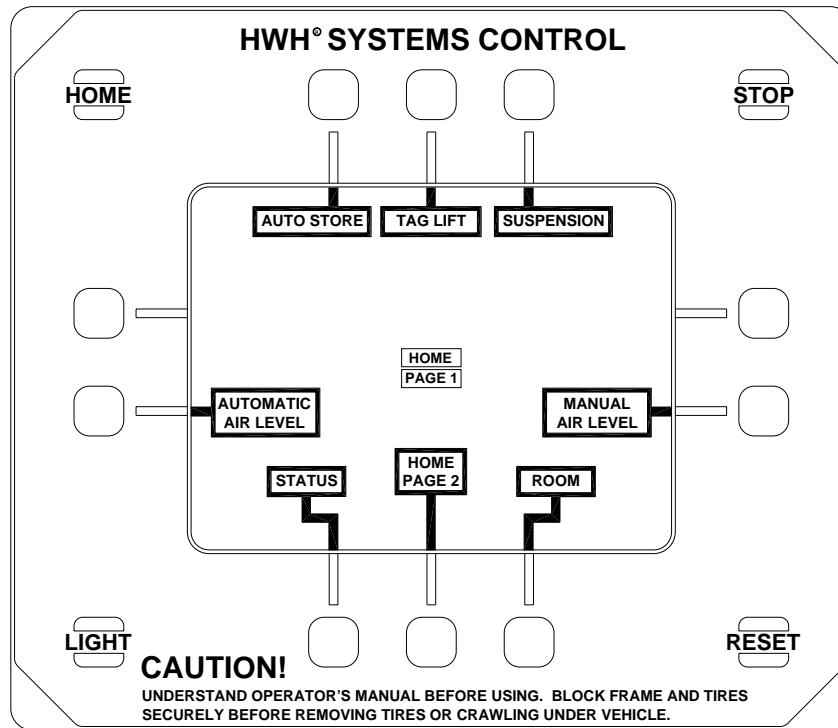 HWH® SYSTEMS CONTROL
HOME
STOP
AUTO STORE
TAG LIFT
SUSPENSION
HOME
PAGE 1
AUTOMATIC
AIR LEVEL
MANUAL
AIR LEVEL
STATUS
HOME
PAGE 2
ROOM
LIGHT
RESET
CAUTION!
UNDERSTAND OPERATOR'S MANUAL BEFORE USING. BLOCK FRAME AND TIRES
SECURELY BEFORE REMOVING TIRES OR CRAWLING UNDER VEHICLE.